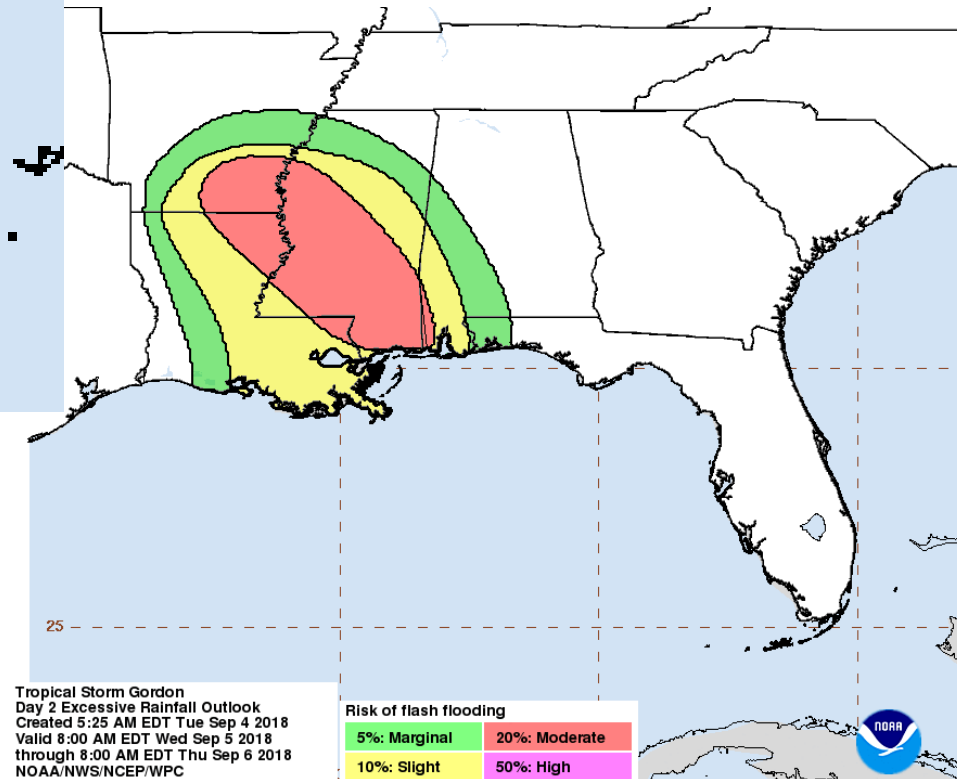 25
Tropical Storm Gordon
Day 2 Excessive Rainfall Outlook
Created 5:25 AM EDT Tue Sep 4 2018
Valid 8:00 AM EDT Wed Sep 5 2018
through 8:00 AM EDT Thu Sep 6 2018
NOAA/NWS/NCEP/WPC
Risk of flash flooding
5%: Marginal
20%: Moderate
10%: Slight
50%: High
NOAA